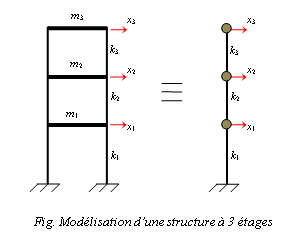 m₃
x₃
x₃
k₃
k₃
m₂
x₂
x₂
k₂
k₂
m₁
x₁
x₁
k₁
k₁
Fig. Modélisation d'une structure à 3 étages